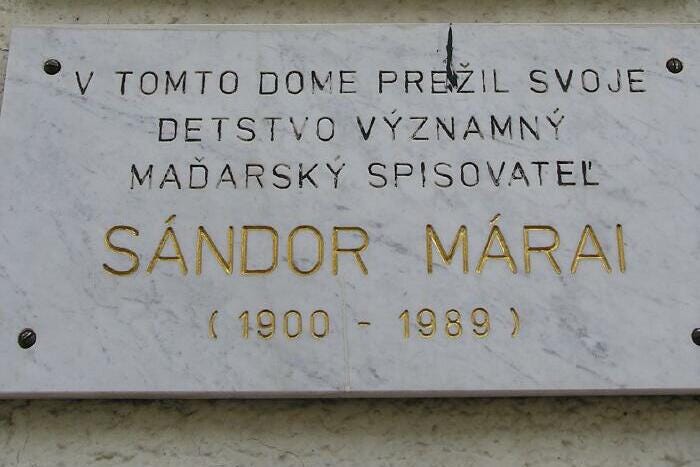 V TOMTO DOME PREŽIL SVOJE
DETSTVO VÝZNAMNÝ
MAĎARSKÝ SPISOVATEĽ
SÁNDOR MÁRAI
( 1900 - 1989 )